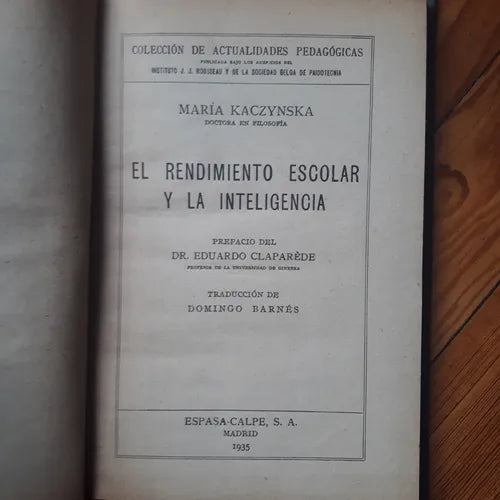 COLECCIÓN DE ACTUALIDADES PEDAGÓGICAS
PUBLICADA BAJO LOS AUSPICIOS DEL
INSTITUTO J. J. ROUSSEAU Y DE LA SOCIEDAD BELGA DE PAIDOTECNIA
MARÍA KACZYNSKA
DOCTORA EN FILOSOFÍA
EL RENDIMIENTO ESCOLAR
Y LA INTELIGENCIA
PREFACIO DEL
DR. EDUARDO CLAPARÈDE
PROFESOR DE LA UNIVERSIDAD DE GINEBRA
TRADUCCIÓN DE
DOMINGO BARNÉS
ESPASA-CALPE, S. A.
MADRID
1935